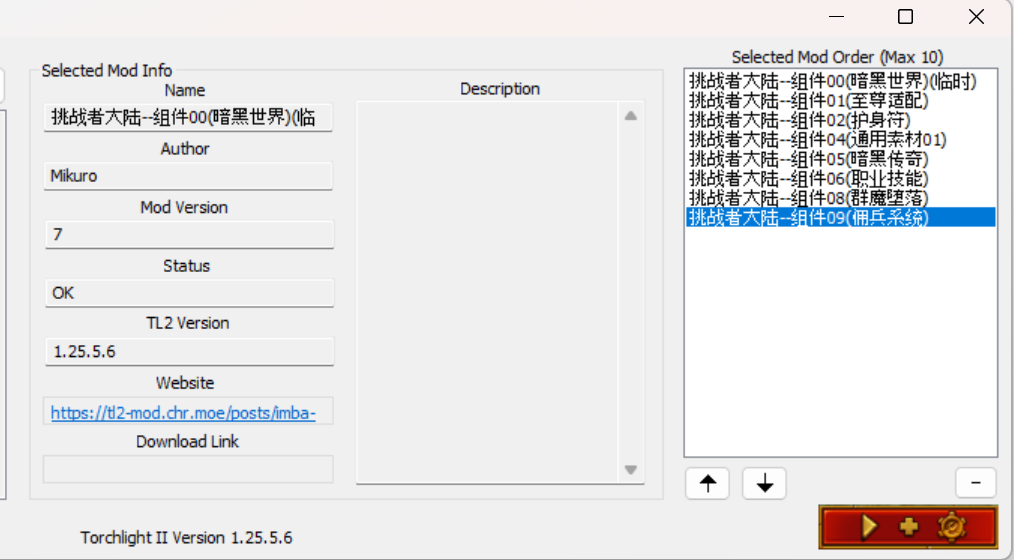 Selected Mod Info
Name
挑战者大陆--组件00(暗黑世界)(临
Author
Mikuro
Mod Version
7
Status
OK
TL2 Version
1.25.5.6
Website
https://tl2-mod.chr.moe/posts/imba-
Download Link
Description
Selected Mod Order (Max 10)
挑战者大陆--组件00(暗黑世界)(临时)
挑战者大陆--组件01(至尊适配)
挑战者大陆--组件02(护身符)
挑战者大陆--组件04(通用素材01)
挑战者大陆--组件05(暗黑传奇)
挑战者大陆--组件06(职业技能)
挑战者大陆--组件08(群魔堕落)
挑战者大陆--组件09(佣兵系统)
Torchlight II Version 1.25.5.6